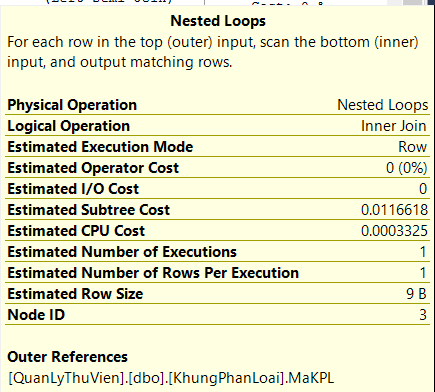 Nested Loops
For each row in the top (outer) input, scan the bottom (inner)
input, and output matching rows.
Physical Operation Nested Loops
Logical Operation Inner Join
Estimated Execution Mode Row
Estimated Operator Cost 0 (0%)
Estimated I/O Cost 0
Estimated Subtree Cost 0.0116618
Estimated CPU Cost 0.0003325
Estimated Number of Executions 1
Estimated Number of Rows Per Execution 1
Estimated Row Size 9 B
Node ID 3
Outer References
[QuanLyThuVien].[dbo].[KhungPhanLoai].MaKPL